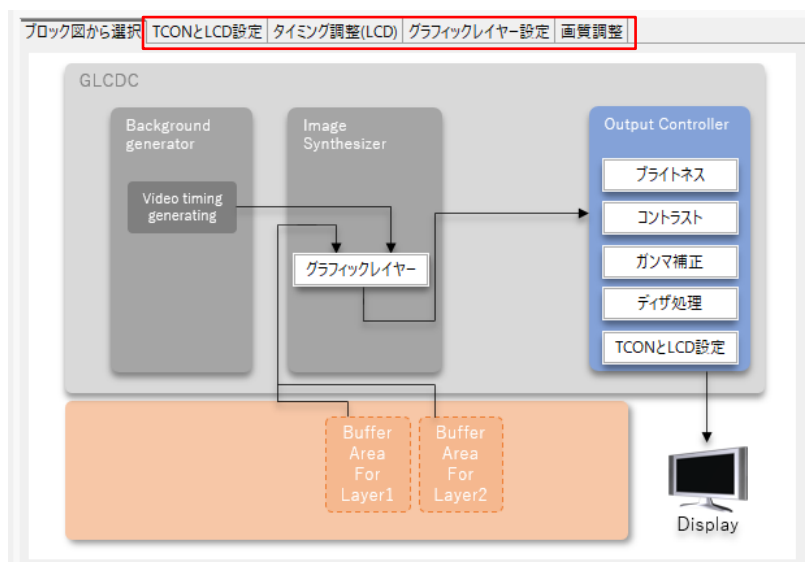 ブロック図から選択 TCONとLCD設定 タイミング調整(LCD) グラフィックレイヤー設定 画質調整
GLCDC
Background
generator
Video timing
generating
Image
Synthesizer
グラフィックレイヤー
Output Controller
ブライトネス
コントラスト
ガンマ補正
ディザ処理
TCONとLCD設定
Buffer
Area
For
Layer1
Buffer
Area
For
Layer2
Display